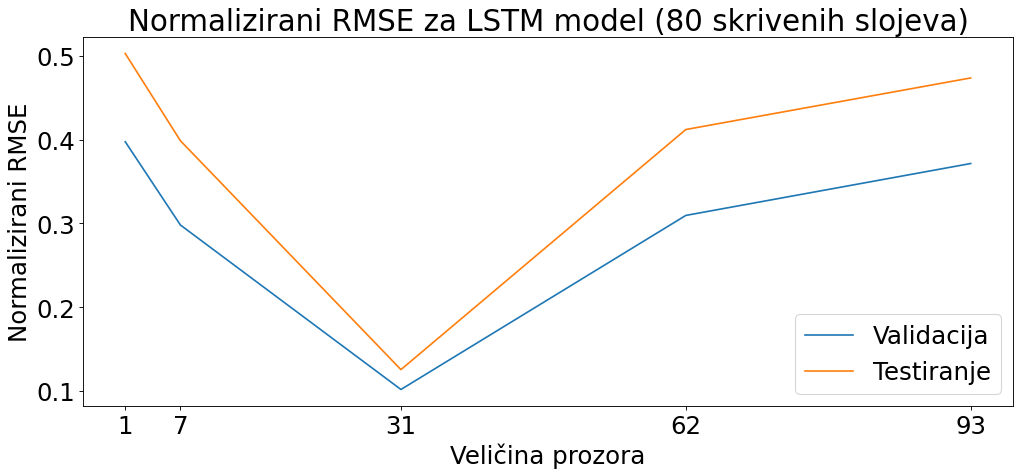 Normalizirani RMSE za LSTM model (80 skrivenih slojeva)
Normalizirani RMSE
0.5
0.4
0.3
0.2
0.1
Validacija
Testiranje
1 7 31 62 93
Veličina prozora